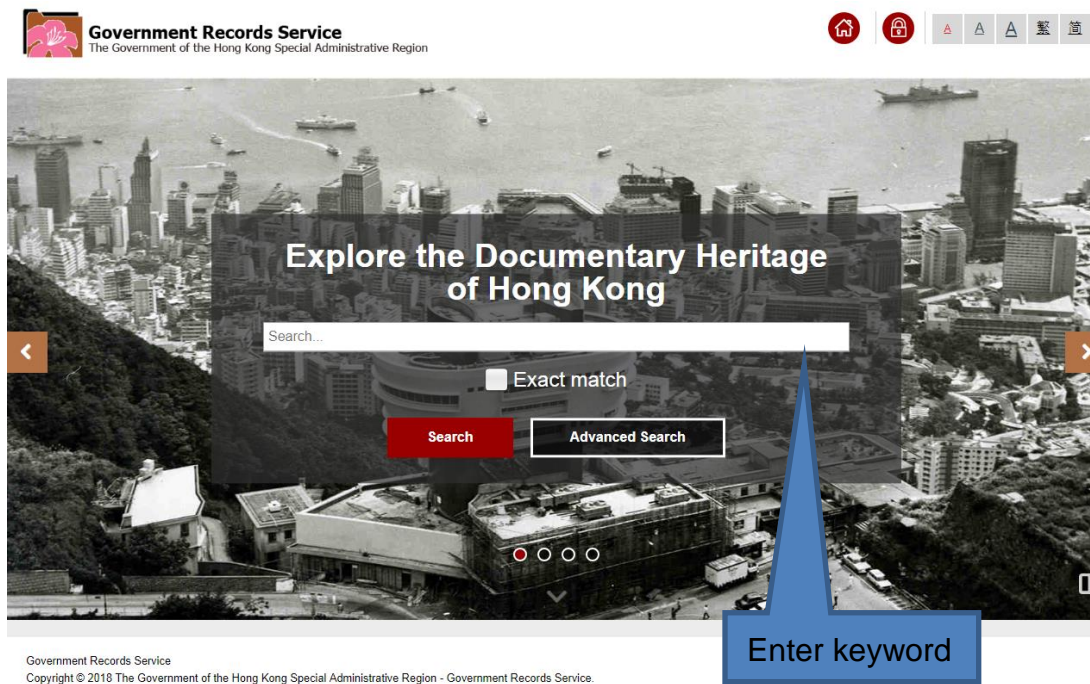 Government Records Service
The Government of the Hong Kong Special Administrative Region
A
A
A
繁
简
Explore the Documentary Heritage
of Hong Kong
Search...
Exact match
Search
Advanced Search
Enter keyword
Government Records Service
Copyright © 2018 The Government of the Hong Kong Special Administrative Region - Government Records Service.